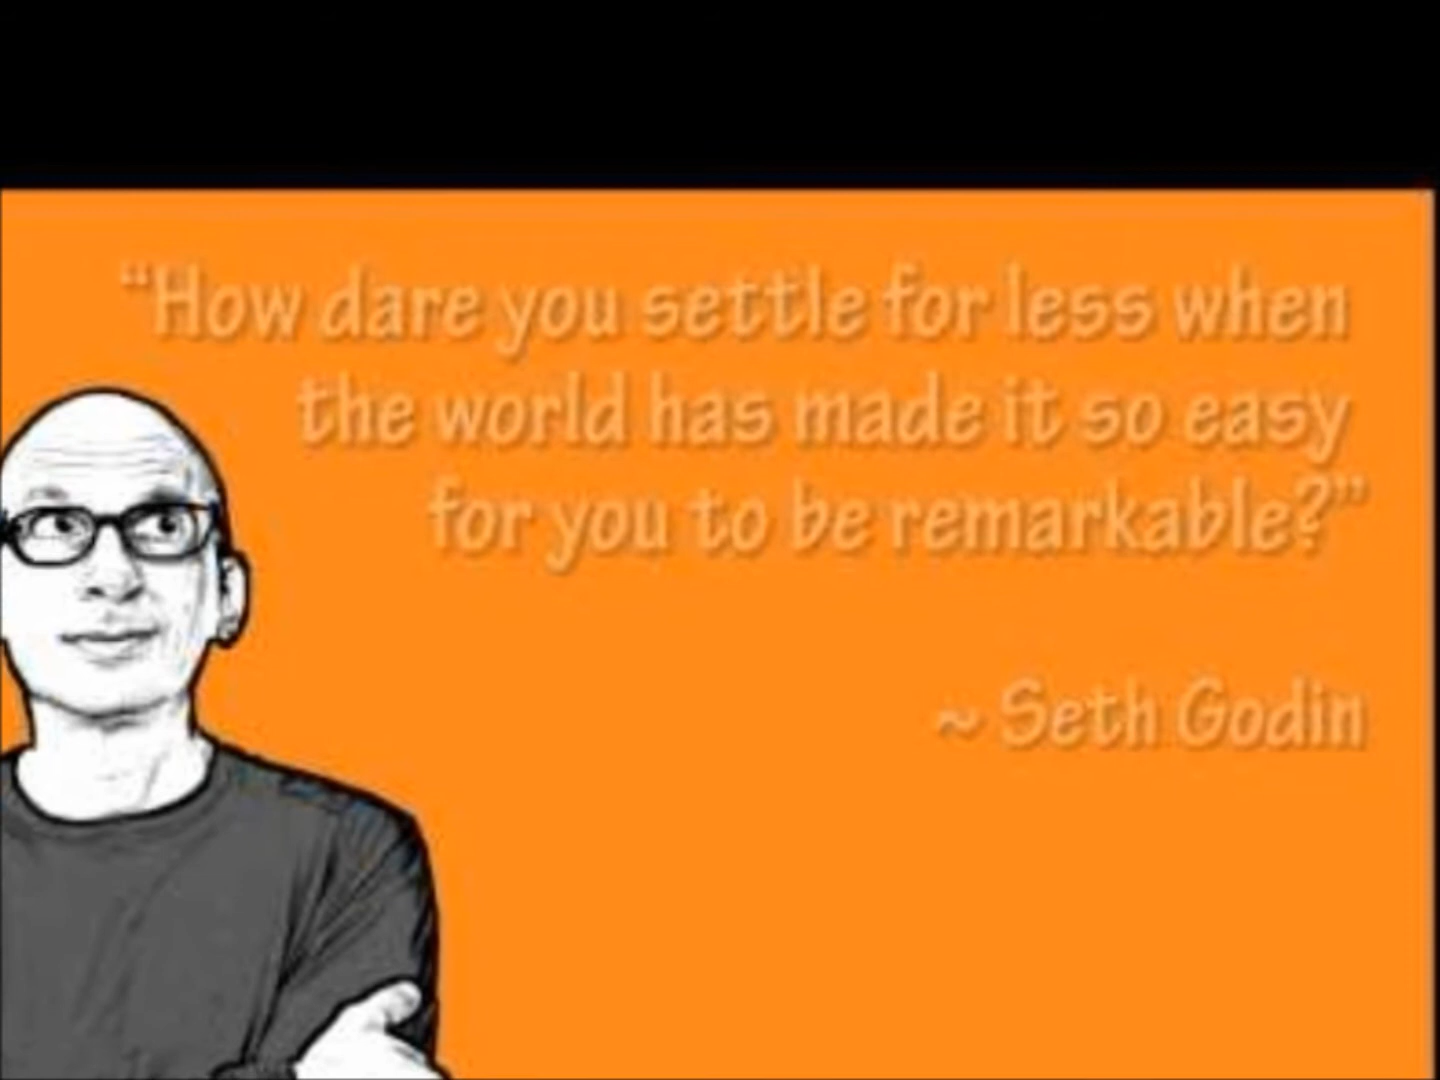 “How dare you settle for less when
the world has made it so easy
for you to be remarkable?”
~ Seth Godin